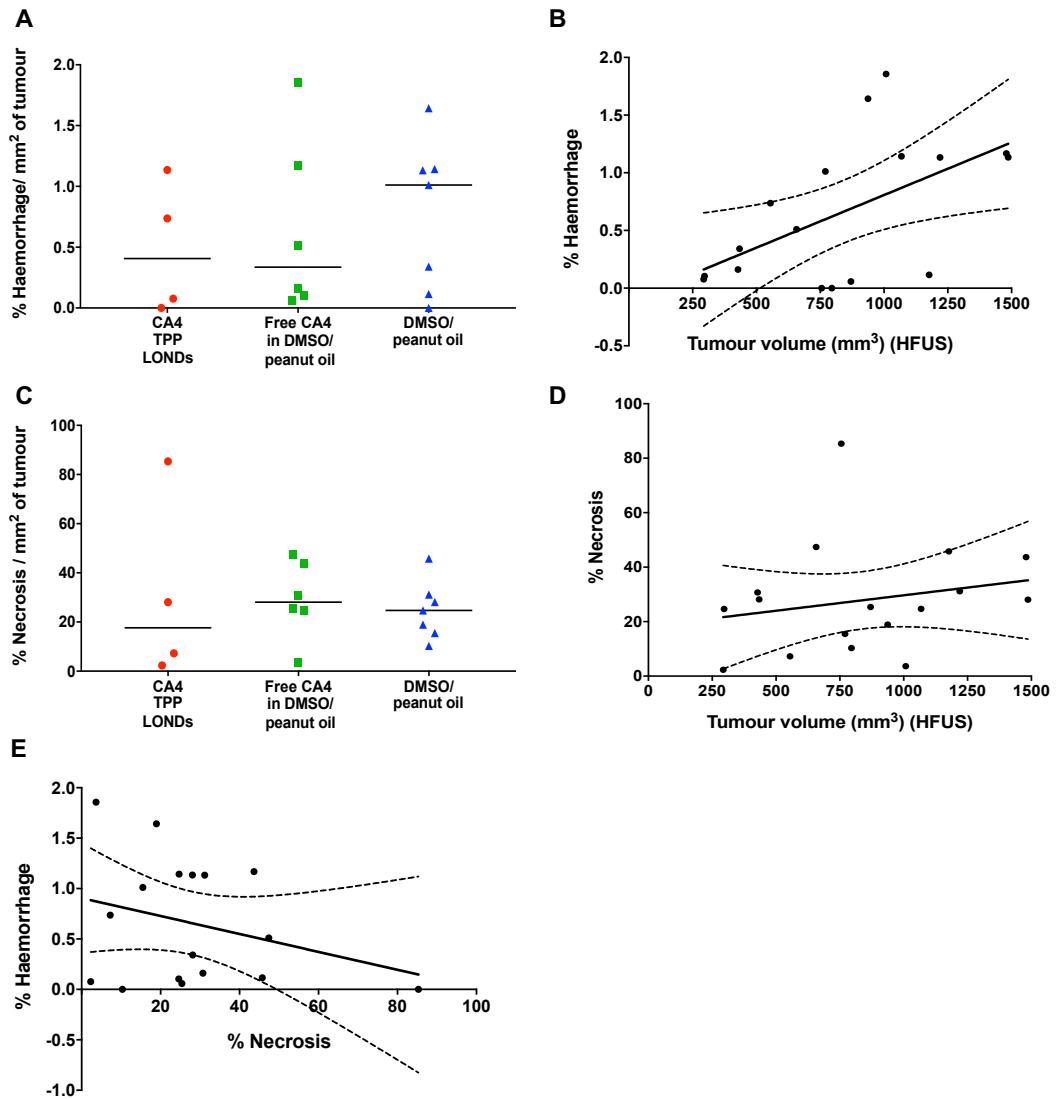 A
% Haemorrhage/ mm² of tumour
2.0
1.5
1.0
0.5
0.0
CA4
TPP
LONDs
Free CA4
in DMSO/
peanut oil
DMSO/
peanut oil
B
% Haemorrhage
2.0
1.5
1.0
0.5
0.0
-0.5
250 500 750 1000 1250 1500
Tumour volume (mm³) (HFUS)
C
% Necrosis / mm² of tumour
100
80
60
40
20
0
CA4
TPP
LONDs
Free CA4
in DMSO/
peanut oil
DMSO/
peanut oil
D
% Necrosis
100
80
60
40
20
0
0 250 500 750 1000 1250 1500
Tumour volume (mm³) (HFUS)
E
% Haemorrhage
2.0
1.5
1.0
0.5
0.0
-0.5
-1.0
20 40 60 80 100
% Necrosis